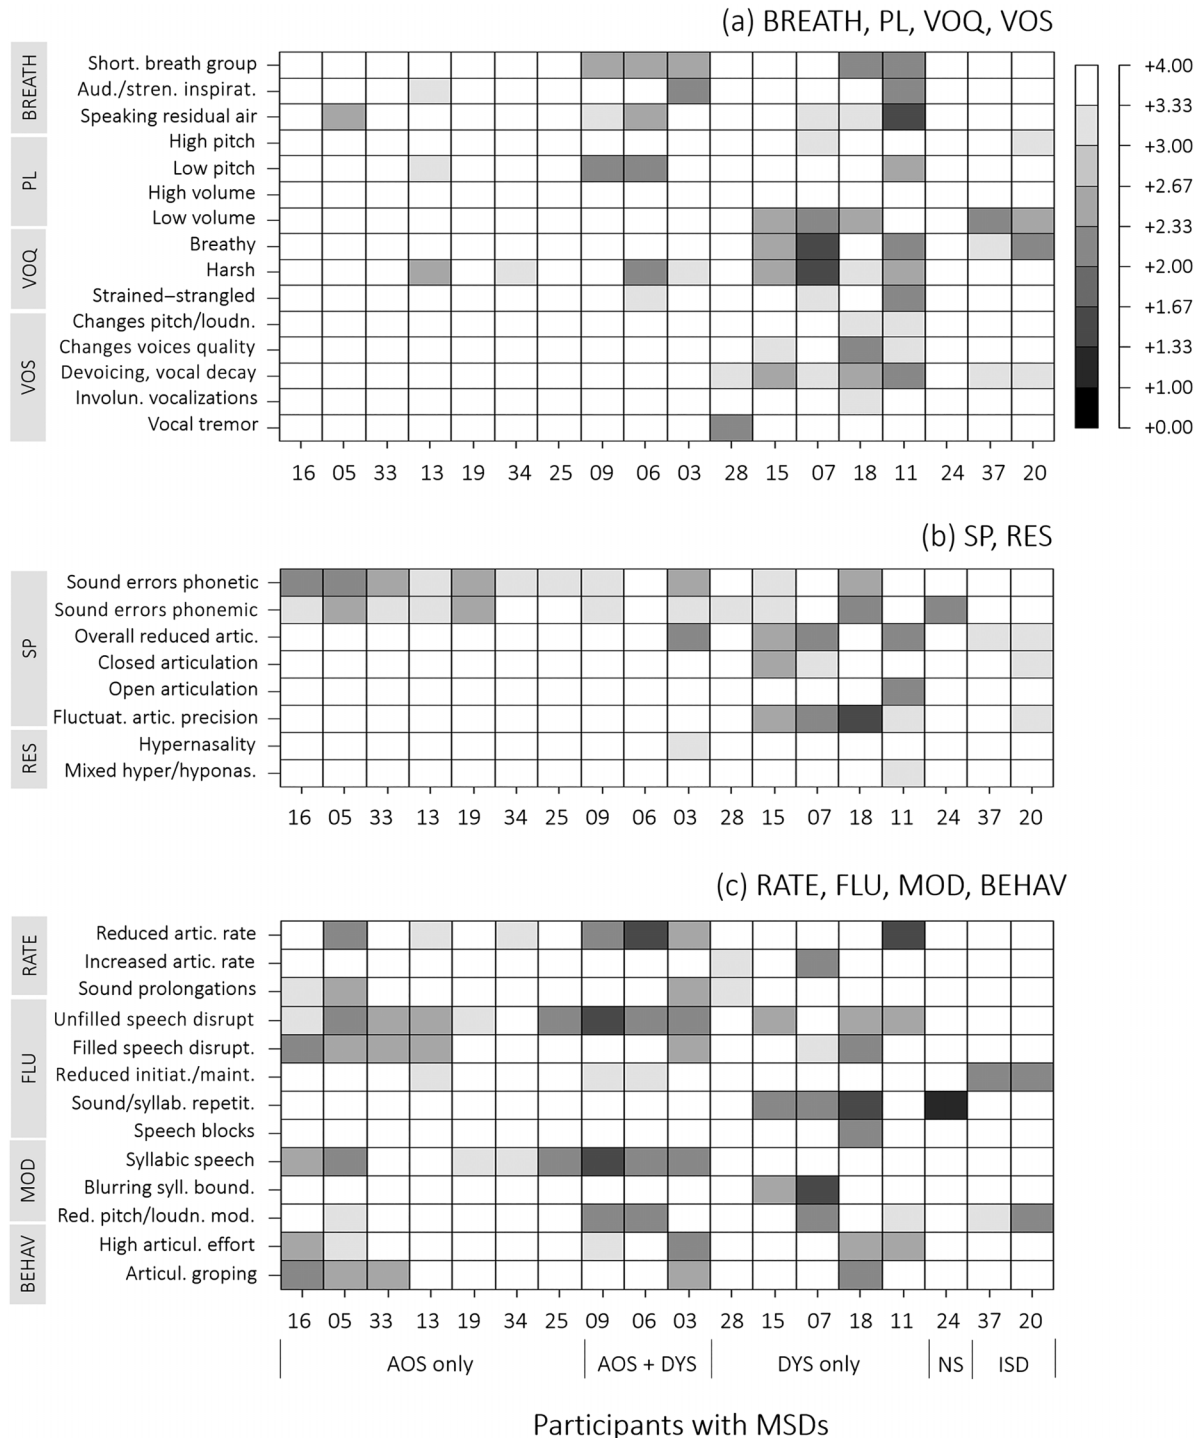 (a) BREATH, PL, VOQ, VOS
BREATH
Short. breath group
Aud./stren. inspirat.
Speaking residual air
PL
High pitch
Low pitch
High volume
Low volume
VOQ
Breathy
Harsh
Strained–strangled
VOS
Changes pitch/loudn.
Changes voices quality
Devoicing, vocal decay
Involun. vocalizations
Vocal tremor
+4.00
+3.33
+3.00
+2.67
+2.33
+2.00
+1.67
+1.33
+1.00
+0.00
16 05 33 13 19 34 25 09 06 03 28 15 07 18 11 24 37 20
(b) SP, RES
SP
Sound errors phonetic
Sound errors phonemic
Overall reduced artic.
Closed articulation
Open articulation
Fluctuat. artic. precision
RES
Hypernasality
Mixed hyper/hyponas.
16 05 33 13 19 34 25 09 06 03 28 15 07 18 11 24 37 20
(c) RATE, FLU, MOD, BEHAV
RATE
Reduced artic. rate
Increased artic. rate
Sound prolongations
FLU
Unfilled speech disrupt
Filled speech disrupt.
Reduced initiat./maint.
Sound/syllab. repetit.
Speech blocks
MOD
Syllabic speech
Blurring syll. bound.
Red. pitch/loudn. mod.
BEHAV
High articul. effort
Articul. groping
16 05 33 13 19 34 25 09 06 03 28 15 07 18 11 24 37 20
AOS only AOS + DYS DYS only NS ISD
Participants with MSDs